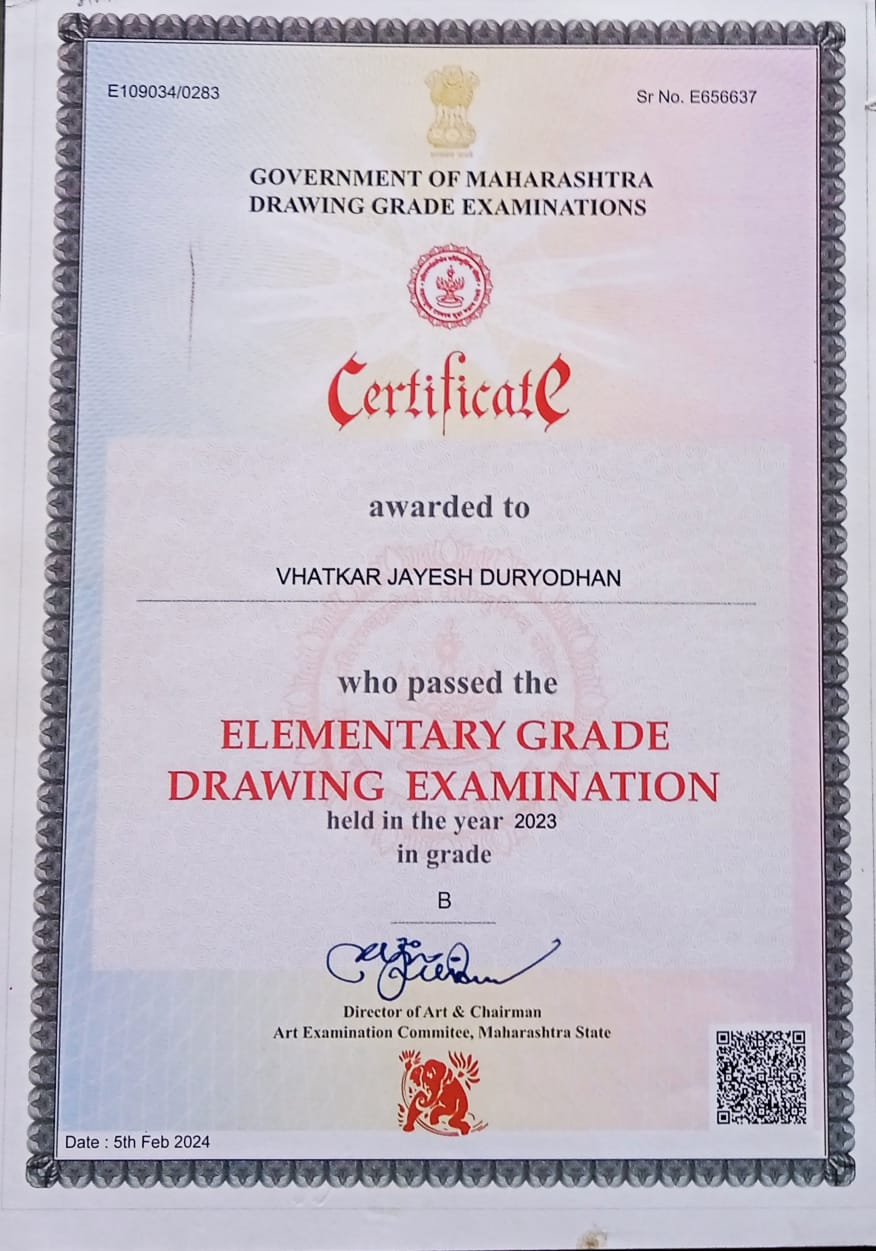 E109034/0283
Sr No. E656637
GOVERNMENT OF MAHARASHTRA
DRAWING GRADE EXAMINATIONS
Certificate
awarded to
VHATKAR JAYESH DURYODHAN
who passed the
ELEMENTARY GRADE
DRAWING EXAMINATION
held in the year 2023
in grade
B
Director of Art & Chairman
Art Examination Commitee, Maharashtra State
Date : 5th Feb 2024